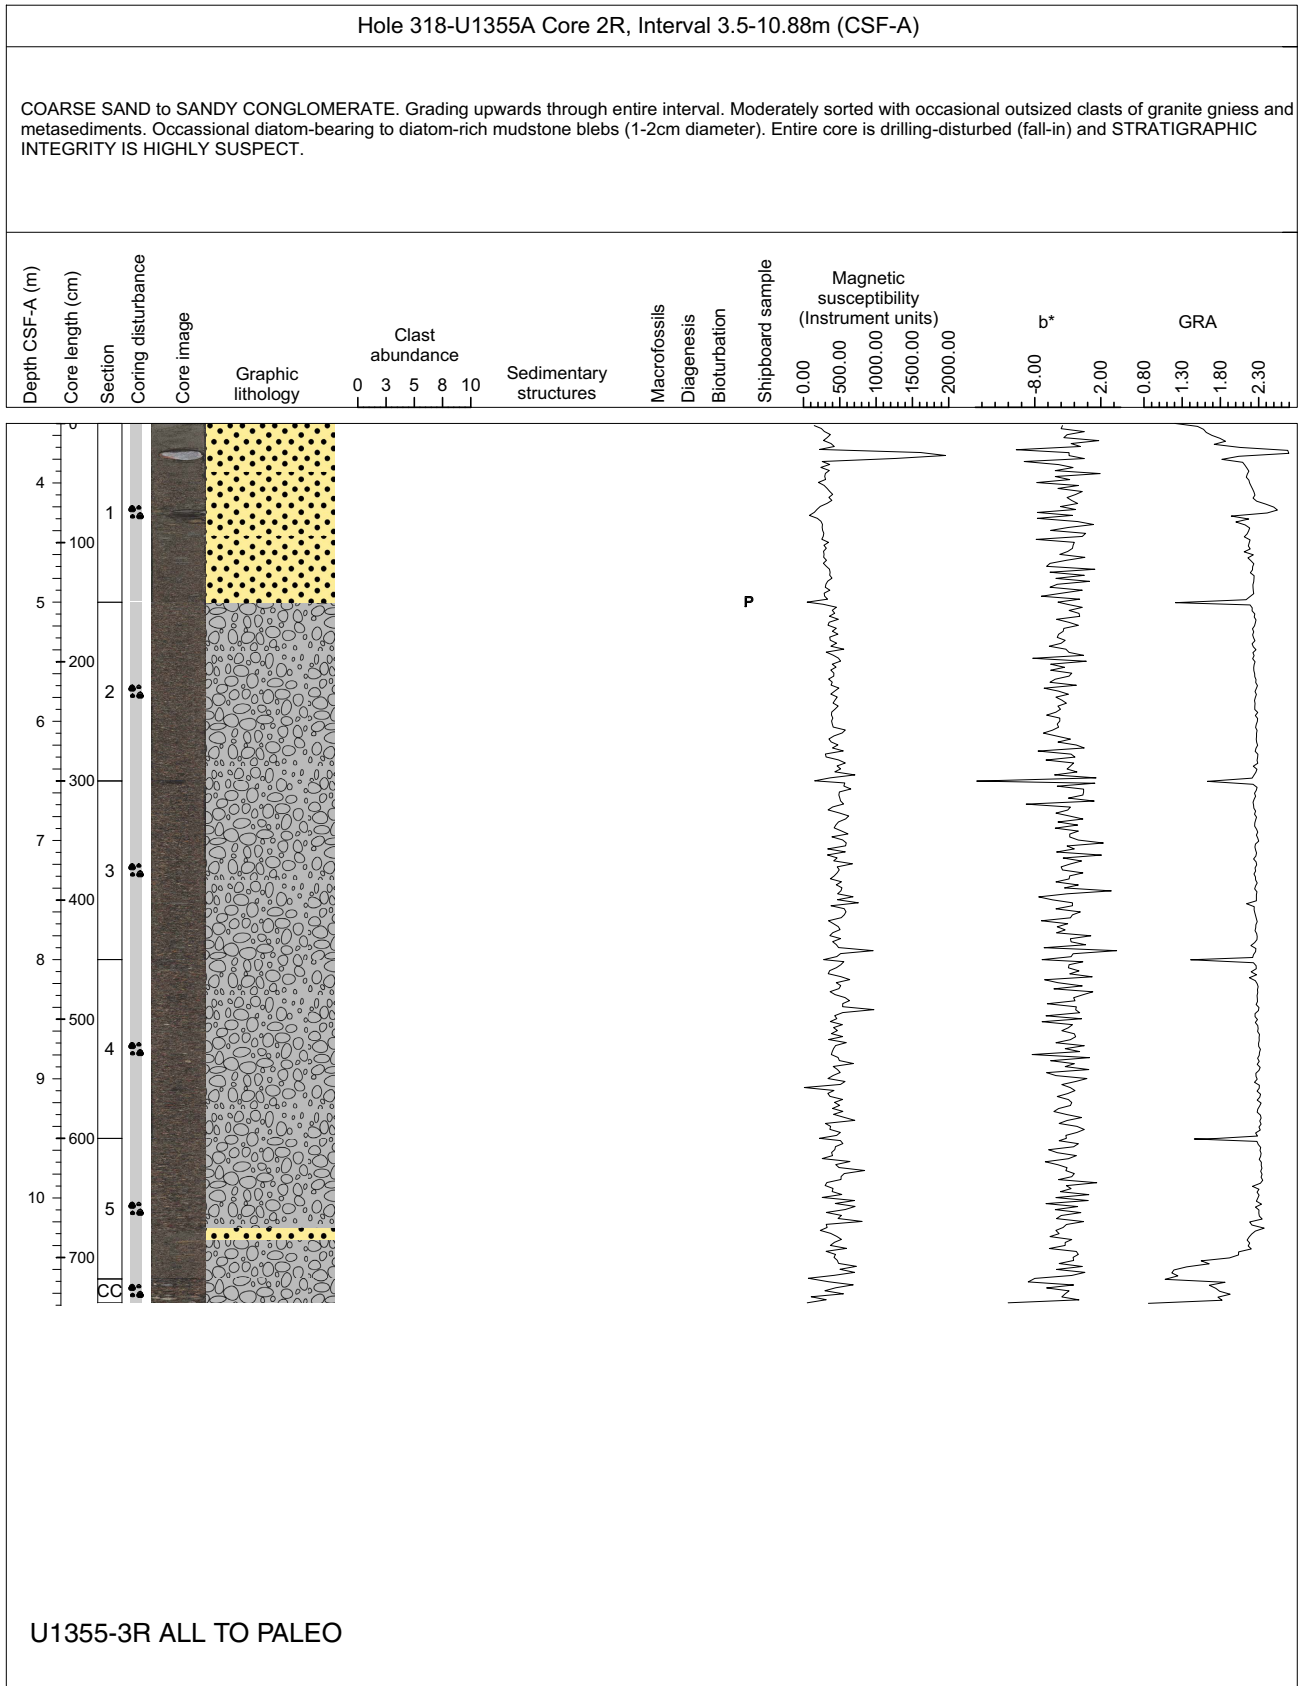 Hole 318-U1355A Core 2R, Interval 3.5-10.88m (CSF-A)
COARSE SAND to SANDY CONGLOMERATE. Grading upwards through entire interval. Moderately sorted with occasional outsized clasts of granite gniess and
metasediments. Occassional diatom-bearing to diatom-rich mudstone blebs (1-2cm diameter). Entire core is drilling-disturbed (fall-in) and STRATIGRAPHIC
INTEGRITY IS HIGHLY SUSPECT.
Depth CSF-A (m)
Core length (cm)
Section
Coring disturbance
Core image
Graphic
lithology
Clast
abundance
0 3 5 8 10
Sedimentary
structures
Macrofossils
Diagenesis
Bioturbation
Shipboard sample
Magnetic
susceptibility
(Instrument units)
0.00 500.00 1000.00 1500.00 2000.00
b*
-8.00 2.00
GRA
0.80 1.30 1.80 2.30
0
4
1
100
5
P
200
2
6
300
7
3
400
8
500
4
9
600
10
5
700
CC
U1355-3R ALL TO PALEO